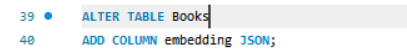 39 ALTER TABLE Books
40 ADD COLUMN embedding JSON;